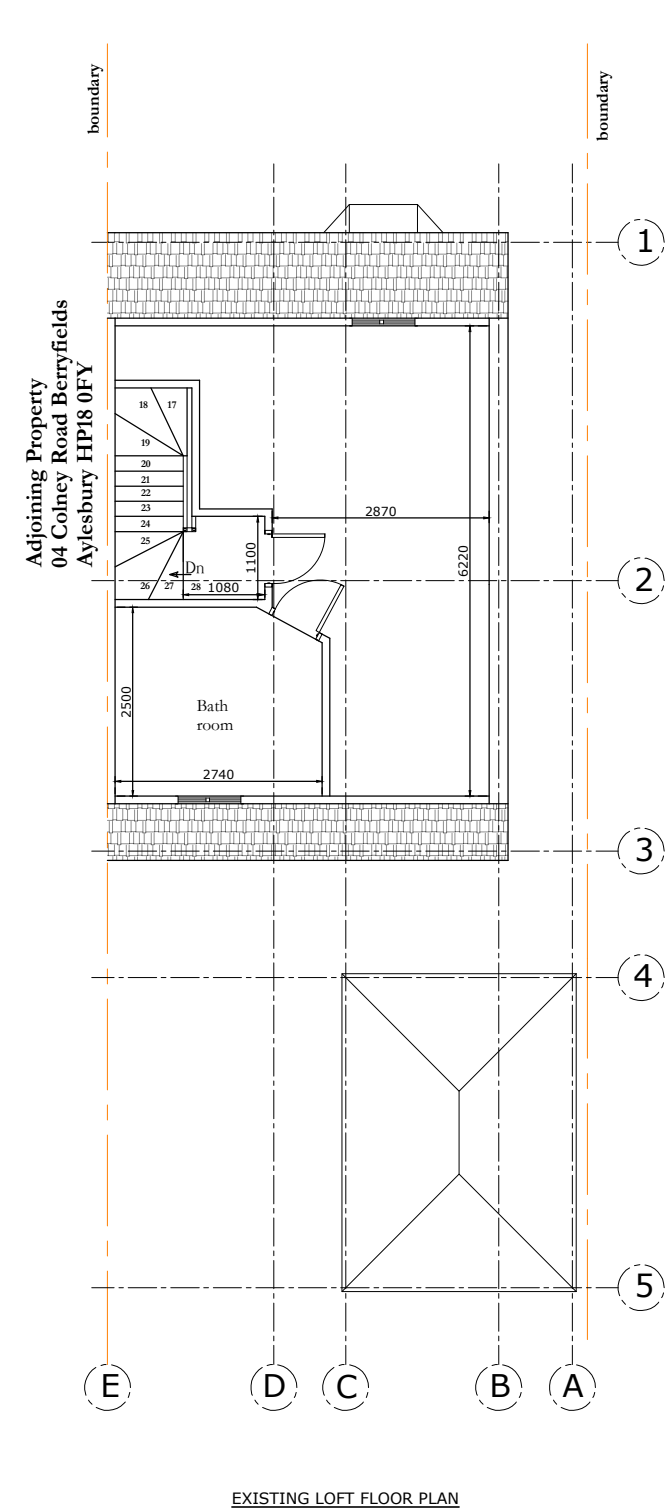 boundary
boundary
1
Adjoining Property
04 Colney Road Berryfields
Aylesbury HP18 0FY
18
17
19
20
21
22
23
24
25
26
27
28
Dn
1080
1100
2870
6220
2
2500
Bath
room
2740
3
4
5
E
D
C
B
A
EXISTING LOFT FLOOR PLAN